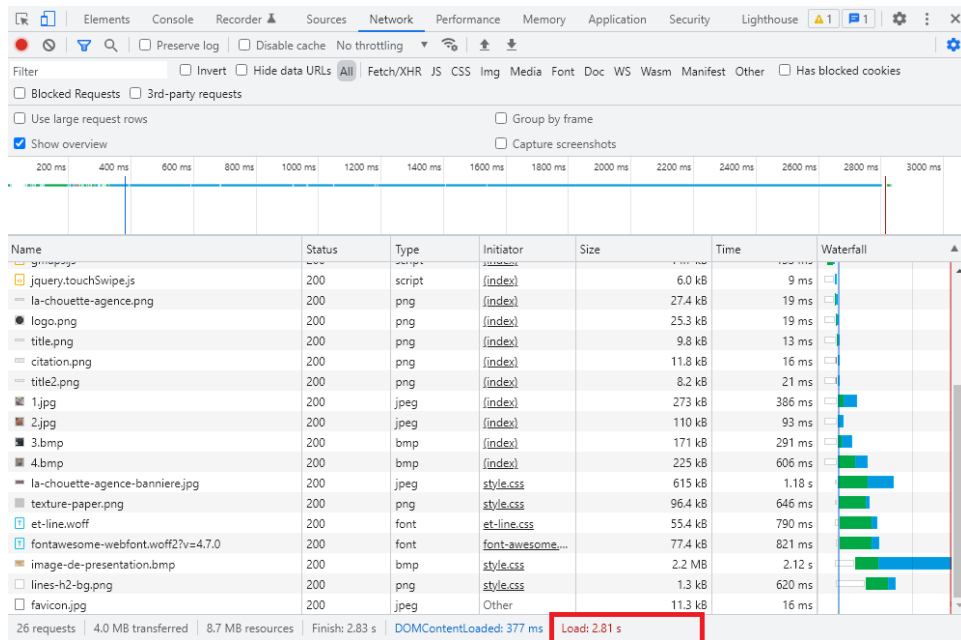 Elements Console Recorder Sources Network Performance Memory Application Security Lighthouse 1 1
Preserve log Disable cache No throttling
Filter Invert Hide data URLs All Fetch/XHR JS CSS Img Media Font Doc WS Wasm Manifest Other Has blocked cookies
Blocked Requests 3rd-party requests
Use large request rows Group by frame
Show overview Capture screenshots
200 ms 400 ms 600 ms 800 ms 1000 ms 1200 ms 1400 ms 1600 ms 1800 ms 2000 ms 2200 ms 2400 ms 2600 ms 2800 ms 3000 ms
Name Status Type Initiator Size Time Waterfall
jquery.touchSwipe.js 200 script (index) 6.0 kB 9 ms
la-chouette-agence.png 200 png (index) 27.4 kB 19 ms
logo.png 200 png (index) 25.3 kB 19 ms
title.png 200 png (index) 9.8 kB 13 ms
citation.png 200 png (index) 11.8 kB 16 ms
title2.png 200 png (index) 8.2 kB 21 ms
1.jpg 200 jpeg (index) 273 kB 386 ms
2.jpg 200 jpeg (index) 110 kB 93 ms
3.bmp 200 bmp (index) 171 kB 291 ms
4.bmp 200 bmp (index) 225 kB 606 ms
la-chouette-agence-banniere.jpg 200 jpeg style.css 615 kB 1.18 s
texture-paper.png 200 png style.css 96.4 kB 646 ms
et-line.woff 200 font et-line.css 55.4 kB 790 ms
fontawesome-webfont.woff2?v=4.7.0 200 font font-awesome.... 77.4 kB 821 ms
image-de-presentation.bmp 200 bmp style.css 2.2 MB 2.12 s
lines-h2-bg.png 200 png style.css 1.3 kB 620 ms
favicon.jpg 200 jpeg Other 11.3 kB 16 ms
26 requests 4.0 MB transferred 8.7 MB resources Finish: 2.83 s DOMContentLoaded: 377 ms Load: 2.81 s